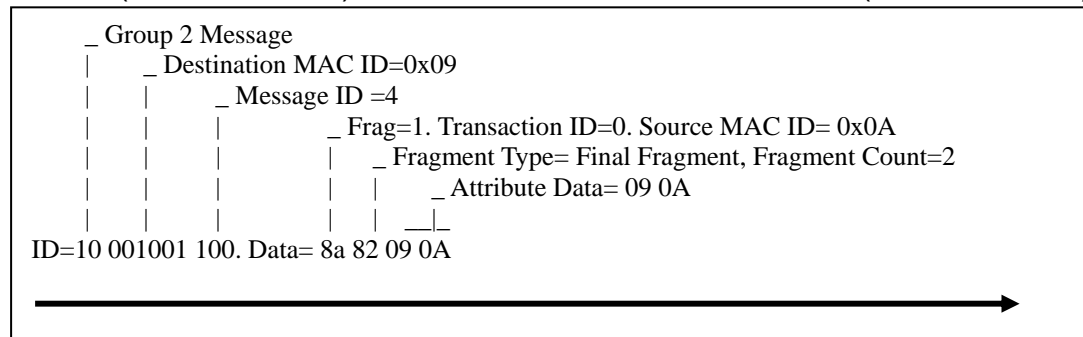 _ Group 2 Message
| _ Destination MAC ID=0x09
| | _ Message ID =4
| | | _ Frag=1. Transaction ID=0. Source MAC ID= 0x0A
| | | | _ Fragment Type= Final Fragment, Fragment Count=2
| | | | | _ Attribute Data= 09 0A
| | | | | __|_
ID=10 001001 100. Data= 8a 82 09 0A